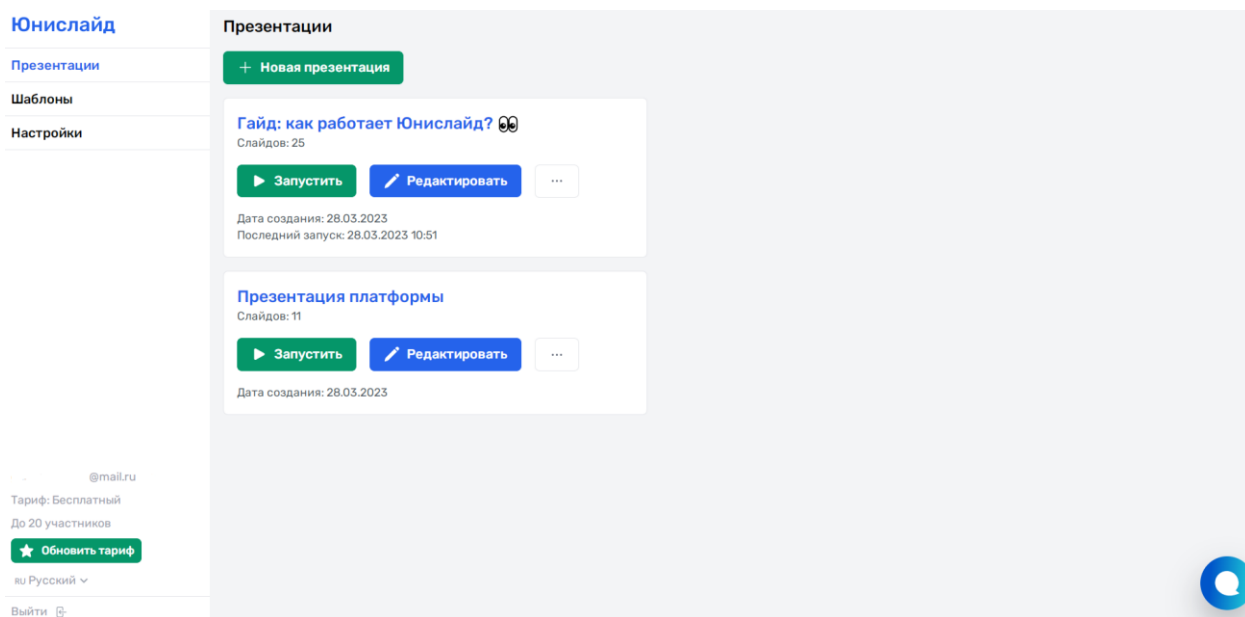 Юнислайд
Презентации
Шаблоны
Настройки
@mail.ru
Тариф: Бесплатный
До 20 участников
Обновить тариф
RU Русский
Выйти
Презентации
+ Новая презентация
Гайд: как работает Юнислайд? 👀
Слайдов: 25
Запустить
Редактировать
...
Дата создания: 28.03.2023
Последний запуск: 28.03.2023 10:51
Презентация платформы
Слайдов: 11
Запустить
Редактировать
...
Дата создания: 28.03.2023